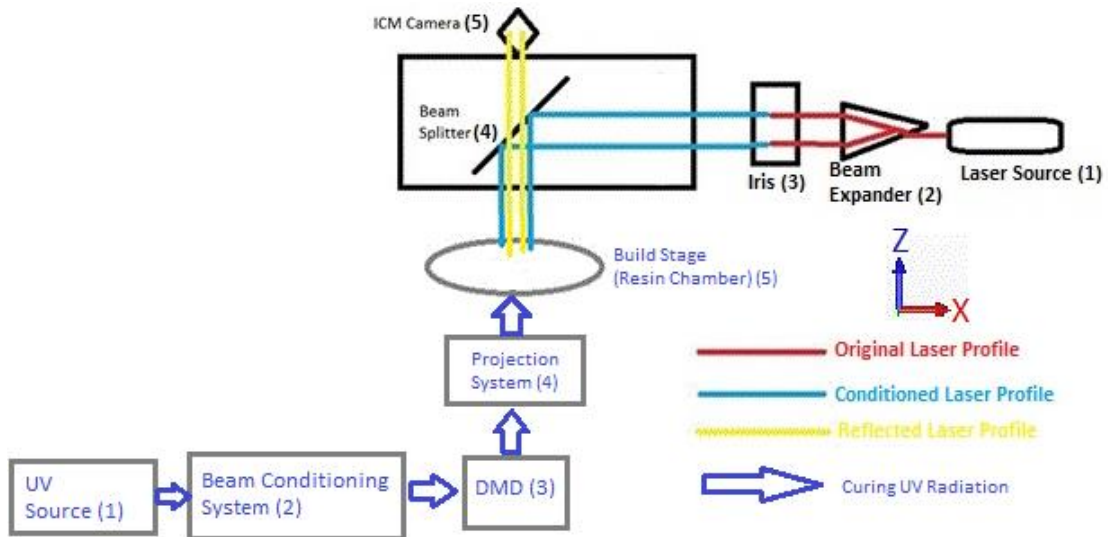 ICM Camera (5)
Beam
Splitter (4)
Iris (3)
Beam
Expander (2)
Laser Source (1)
Build Stage
(Resin Chamber) (5)
Z
X
Projection
System (4)
Original Laser Profile
Conditioned Laser Profile
Reflected Laser Profile
UV
Source (1)
Beam Conditioning
System (2)
DMD (3)
Curing UV Radiation